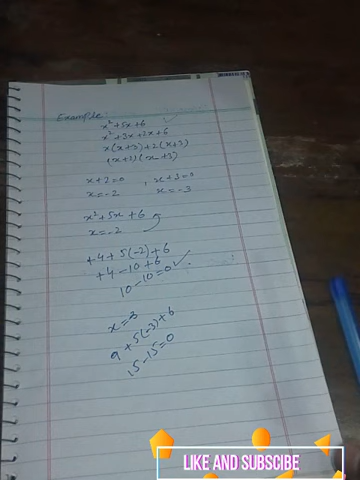 Example
x²+5x+6
x²+3x+2x+6
x(x+3)+2(x+3)
(x+2)(x+3)
x+2=0 , x+3=0
x=-2 x=-3
x²+5x+6
x=-2
+4+5(-2)+6
+4-10+6
10-10=0 ✓
x=3
9+5(-3)+6
15-15=0
LIKE AND SUBSCIBE